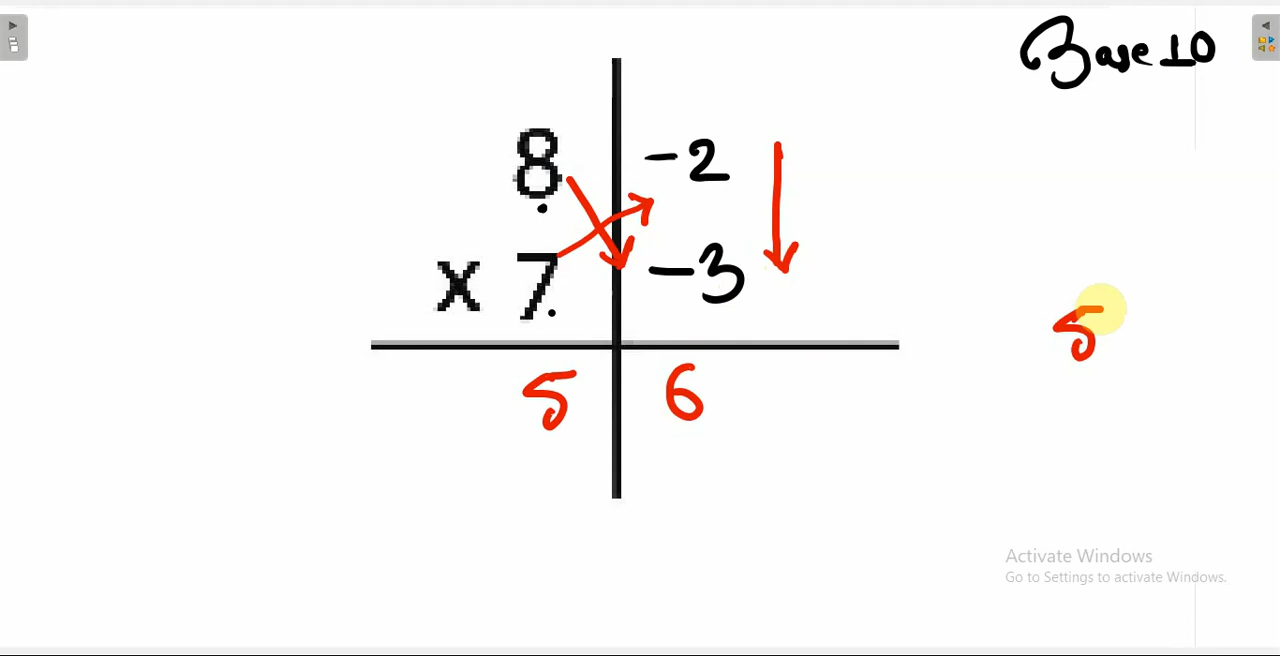 Base 10
8 -2
x 7 -3
5
5 6
Activate Windows
Go to Settings to activate Windows.